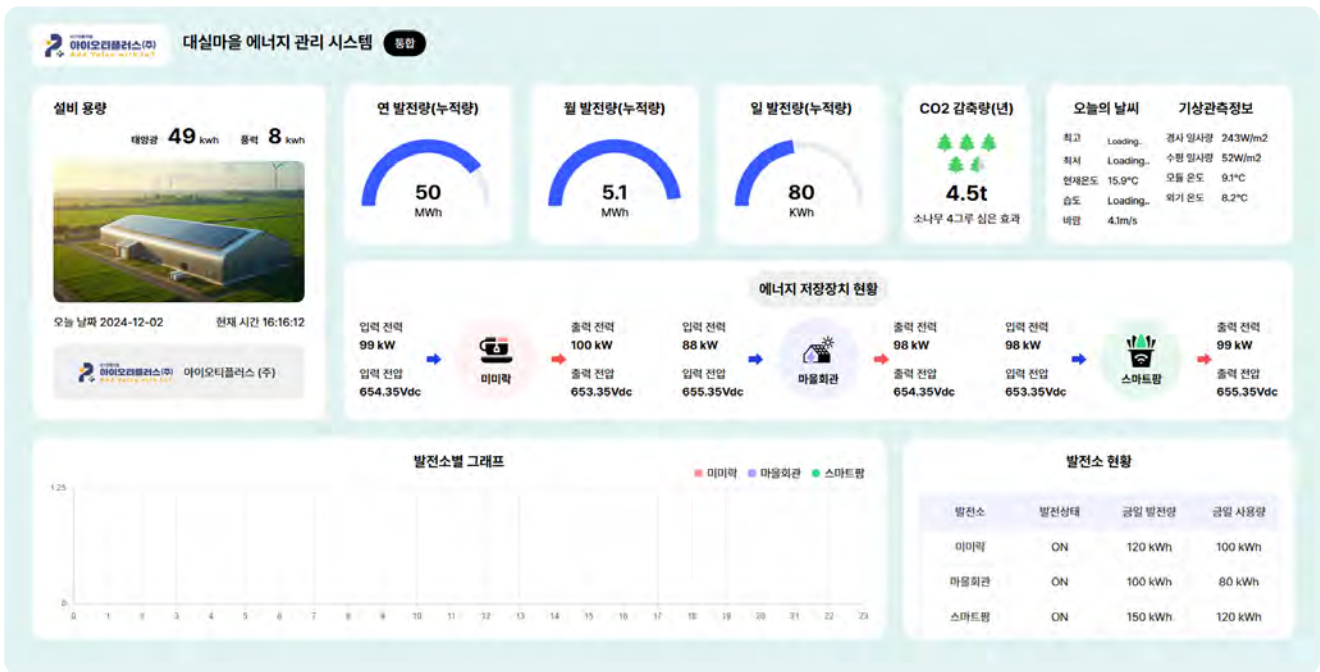 아이오티플러스(주)
Add Value with IoT
대실마을 에너지 관리 시스템 통합
설비 용량
태양광 49 kwh 풍력 8 kwh
오늘 날짜 2024-12-02 현재 시간 16:16:12
아이오티플러스(주)
아이오티플러스 (주)
연 발전량(누적량)
50
MWh
월 발전량(누적량)
5.1
MWh
일 발전량(누적량)
80
KWh
CO2 감축량(년)
4.5t
소나무 4그루 심은 효과
오늘의 날씨
최고 Loading..
최저 Loading..
현재온도 15.9°C
습도 Loading..
바람 4.1m/s
기상관측정보
경사 일사량 243W/m2
수평 일사량 52W/m2
모듈 온도 9.1°C
외기 온도 8.2°C
에너지 저장장치 현황
입력 전력
99 kW
입력 전압
654.35Vdc
미미락
출력 전력
100 kW
출력 전압
653.35Vdc
입력 전력
88 kW
입력 전압
655.35Vdc
마을회관
출력 전력
98 kW
출력 전압
654.35Vdc
입력 전력
98 kW
입력 전압
653.35Vdc
스마트팜
출력 전력
99 kW
출력 전압
655.35Vdc
발전소별 그래프
미미락 마을회관 스마트팜
1.25
0
0 1 2 3 4 5 6 7 8 9 10 11 12 13 14 15 16 17 18 19 20 21 22 23
발전소 현황
발전소 발전상태 금일 발전량 금일 사용량
미미락 ON 120 kWh 100 kWh
마을회관 ON 100 kWh 80 kWh
스마트팜 ON 150 kWh 120 kWh